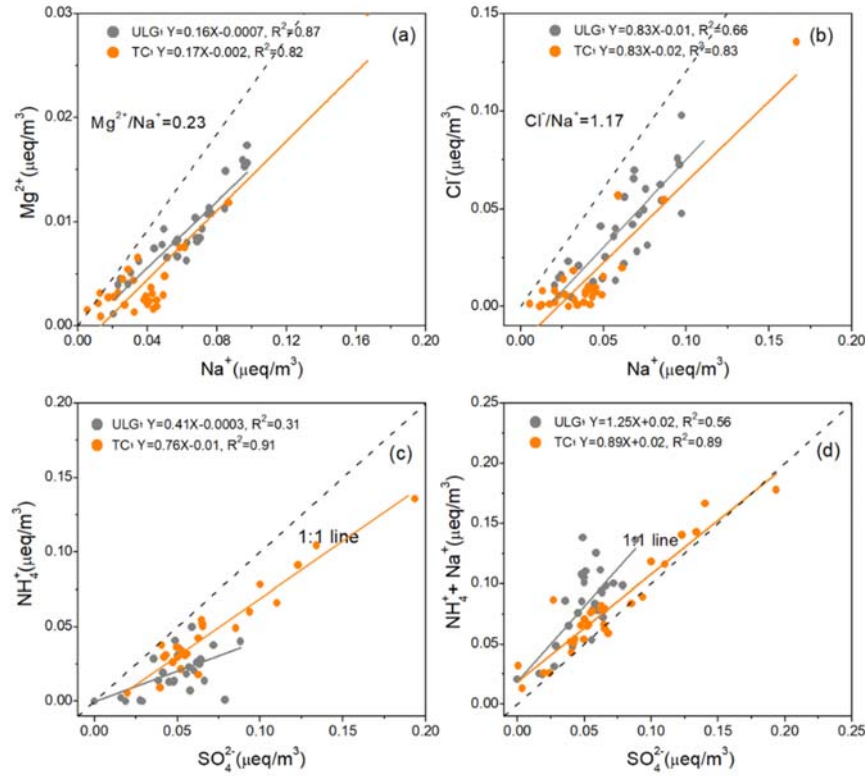 ULG Y=0.16X-0.0007, R²=0.87
TC Y=0.17X-0.002, R²=0.82
(a)
Mg²⁺/Na⁺=0.23
Mg²⁺(μeq/m³)
0.03
0.02
0.01
0.00
0.00 0.04 0.08 0.12 0.16 0.20
Na⁺(μeq/m³)
ULG Y=0.83X-0.01, R²=0.66
TC Y=0.83X-0.02, R²=0.83
(b)
Cl⁻/Na⁺=1.17
Cl⁻(μeq/m³)
0.15
0.10
0.05
0.00
0.00 0.05 0.10 0.15 0.20
Na⁺(μeq/m³)
ULG Y=0.41X-0.0003, R²=0.31
TC Y=0.76X-0.01, R²=0.91
(c)
1:1 line
NH₄⁺(μeq/m³)
0.20
0.15
0.10
0.05
0.00
0.00 0.05 0.10 0.15 0.20
SO₄²⁻(μeq/m³)
ULG Y=1.25X+0.02, R²=0.56
TC Y=0.89X+0.02, R²=0.89
(d)
1:1 line
NH₄⁺+ Na⁺(μeq/m³)
0.25
0.20
0.15
0.10
0.05
0.00
0.00 0.05 0.10 0.15 0.20 0.25
SO₄²⁻(μeq/m³)